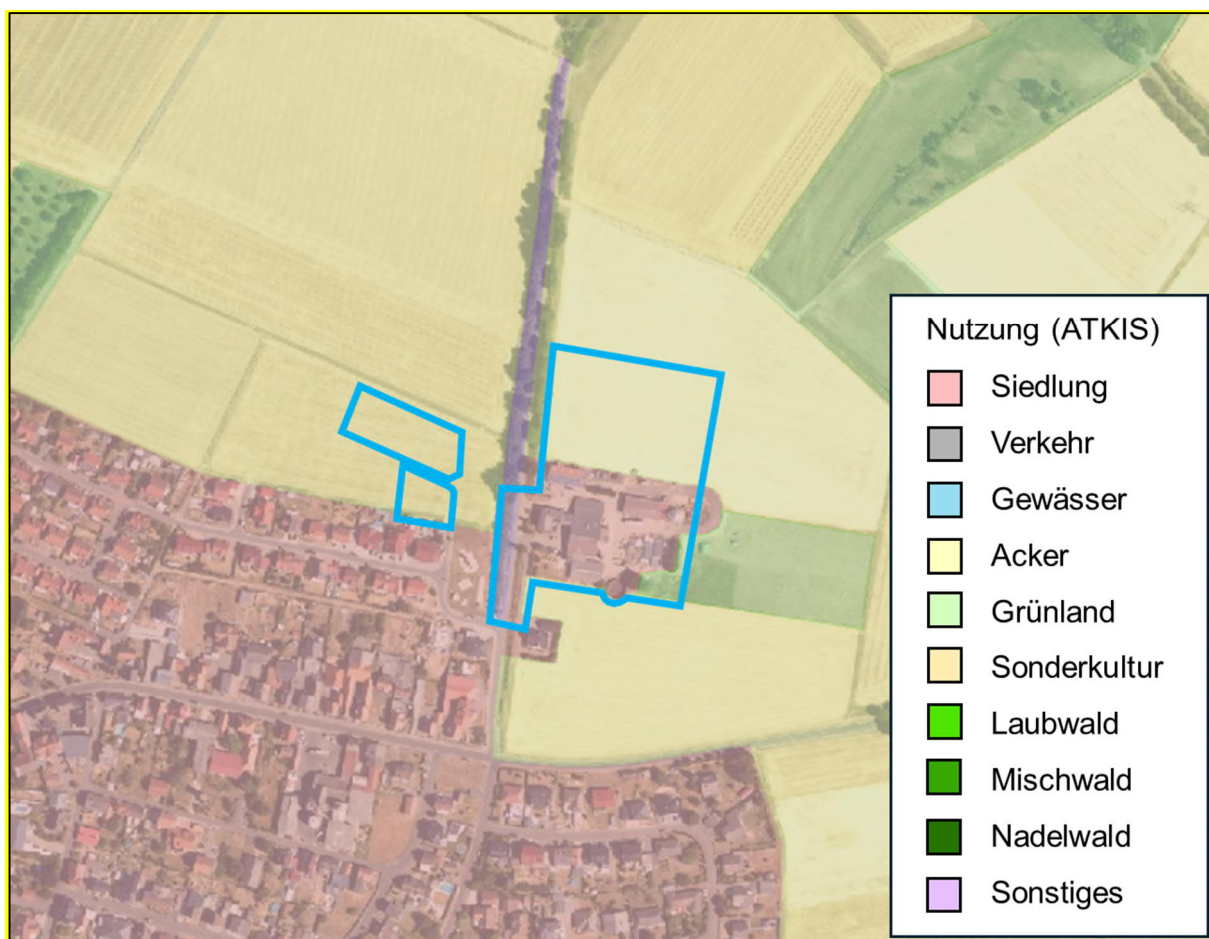 Nutzung (ATKIS)
Siedlung
Verkehr
Gewässer
Acker
Grünland
Sonderkultur
Laubwald
Mischwald
Nadelwald
Sonstiges